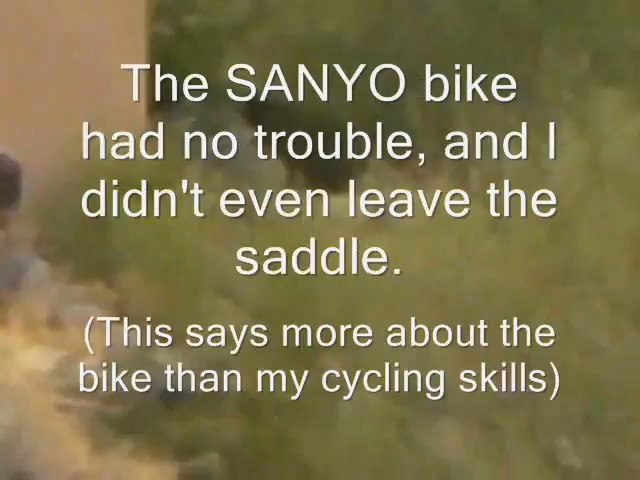 The SANYO bike
had no trouble, and I
didn't even leave the
saddle.
(This says more about the
bike than my cycling skills)